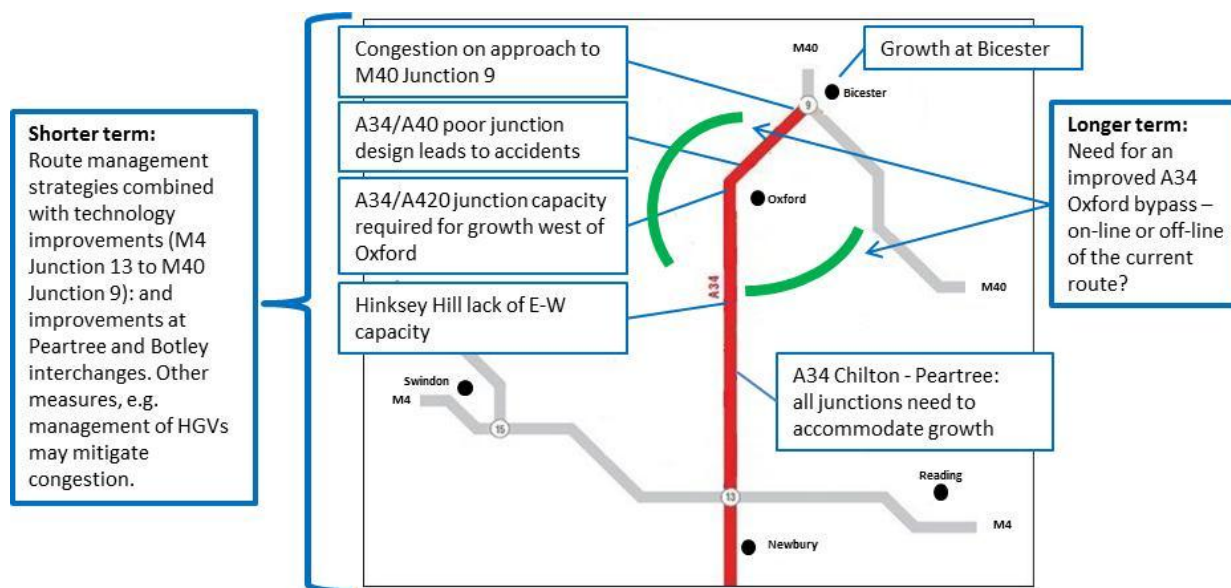 Shorter term:
Route management
strategies combined
with technology
improvements (M4
Junction 13 to M40
Junction 9): and
improvements at
Peartree and Botley
interchanges. Other
measures, e.g.
management of HGVs
may mitigate
congestion.
Congestion on approach to
M40 Junction 9
A34/A40 poor junction
design leads to accidents
A34/A420 junction capacity
required for growth west of
Oxford
Hinksey Hill lack of E-W
capacity
M40
Growth at Bicester
9
Bicester
Oxford
A34
M40
A34 Chilton - Peartree:
all junctions need to
accommodate growth
Swindon
M4
15
13
Reading
M4
Newbury
Longer term:
Need for an
improved A34
Oxford bypass –
on-line or off-line
of the current
route?